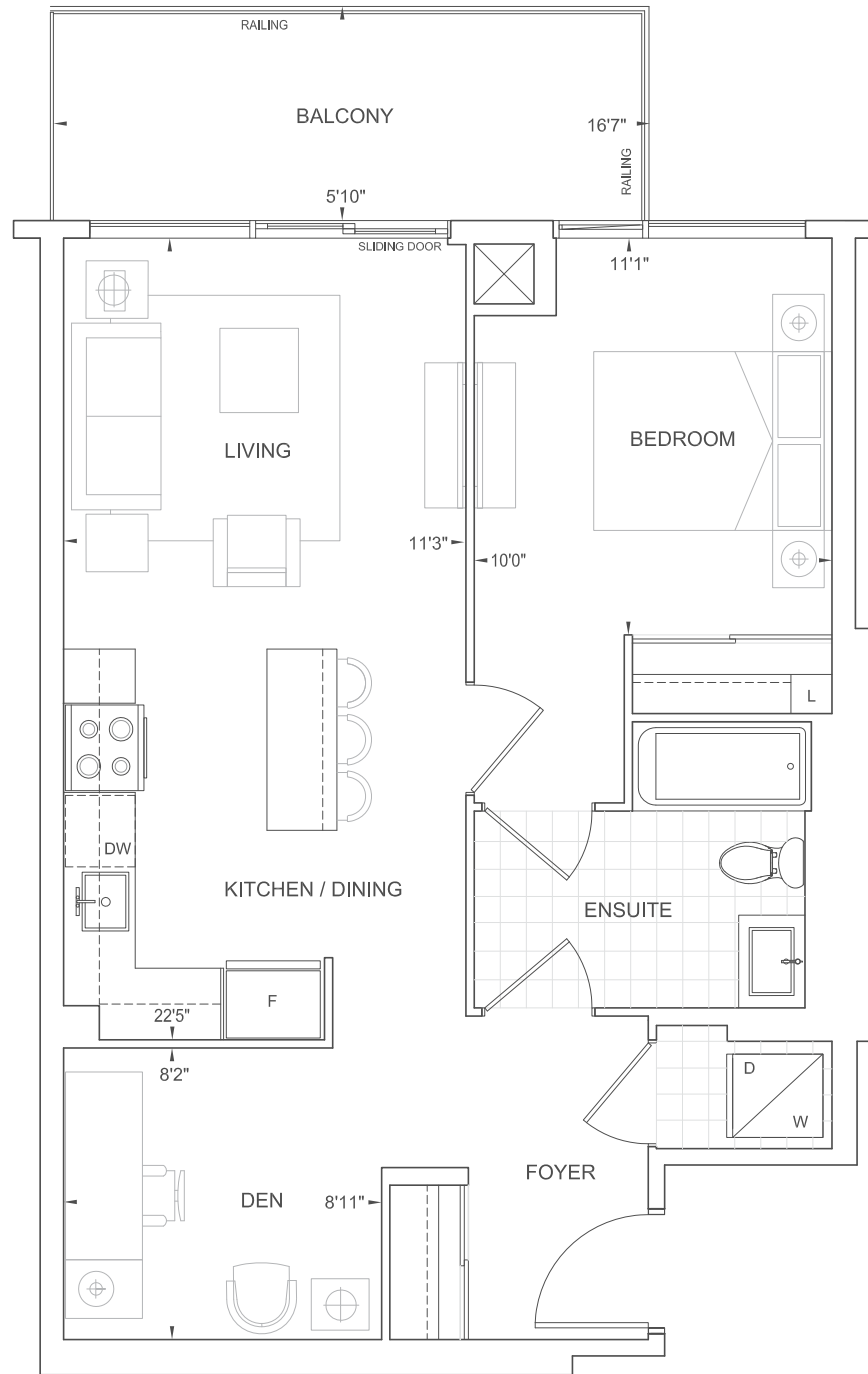 RAILING
BALCONY
16'7"
RAILING
5'10"
SLIDING DOOR
11'1"
LIVING
BEDROOM
11'3"
10'0"
L
DW
KITCHEN / DINING
ENSUITE
F
22'5"
8'2"
D
W
FOYER
DEN
8'11"